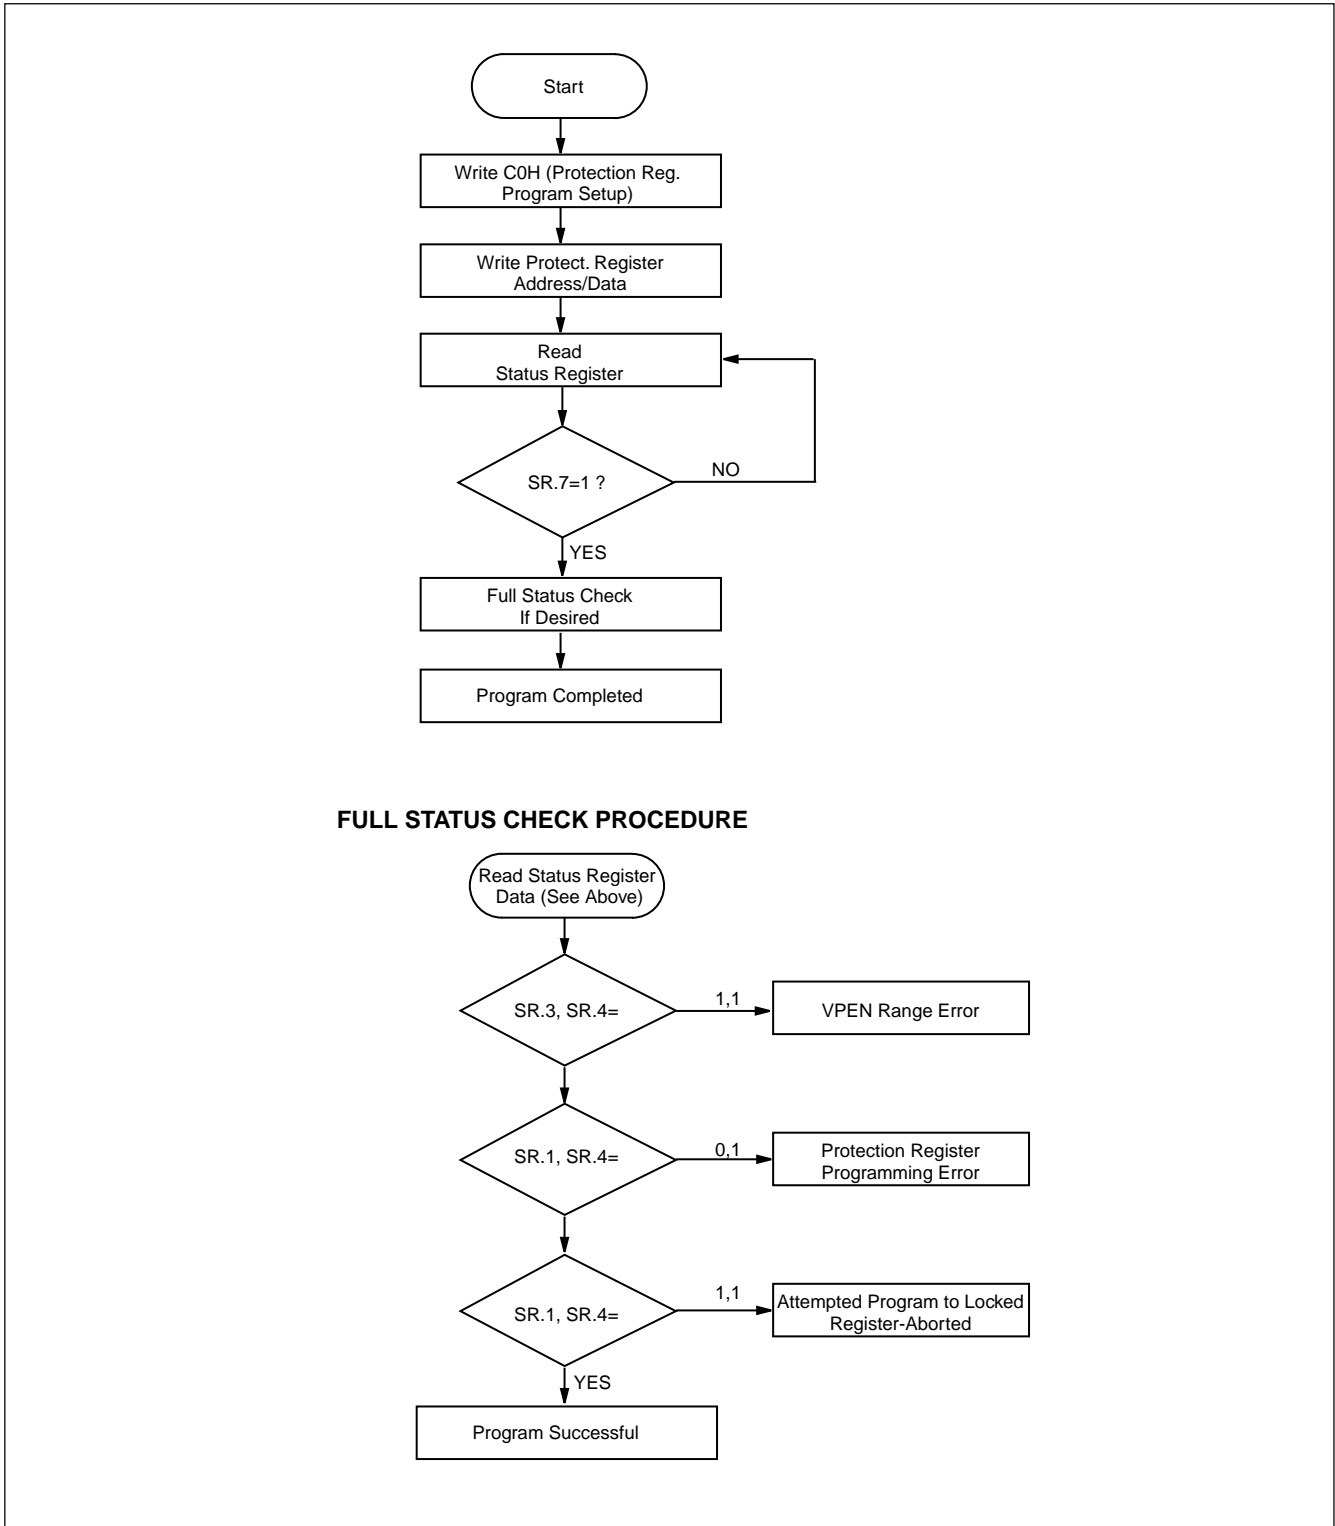 Start
Write C0H (Protection Reg.
Program Setup)
Write Protect. Register
Address/Data
Read
Status Register
SR.7=1 ?
NO
YES
Full Status Check
If Desired
Program Completed
FULL STATUS CHECK PROCEDURE
Read Status Register
Data (See Above)
SR.3, SR.4=
1,1
VPEN Range Error
SR.1, SR.4=
0,1
Protection Register
Programming Error
SR.1, SR.4=
1,1
Attempted Program to Locked
Register-Aborted
YES
Program Successful